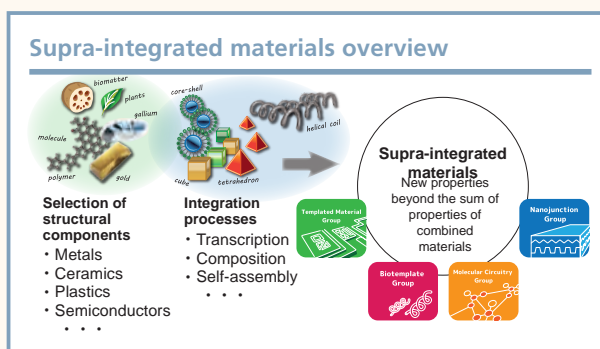 Supra-integrated materials overview
biomatter
plants
molecule
gallium
polymer
gold
core-shell
helical coil
cube
tetrahedron
Selection of
structural
components
・Metals
・Ceramics
・Plastics
・Semiconductors
・ ・ ・
Integration
processes
・Transcription
・Composition
・Self-assembly
・ ・ ・
Supra-integrated
materials
New properties
beyond the sum of
properties of
combined
materials
Templated Material
Group
Biotemplate
Group
Molecular Circuitry
Group
Nanojunction
Group